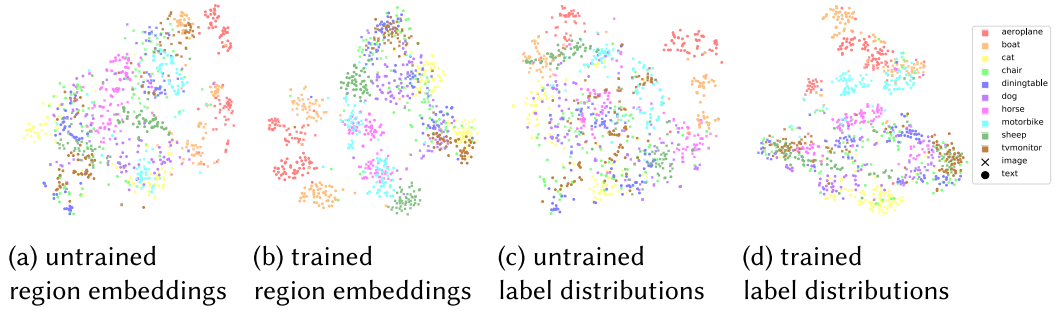 aeroplane
boat
cat
chair
diningtable
dog
horse
motorbike
sheep
tvmonitor
image
text
(a) untrained
region embeddings
(b) trained
region embeddings
(c) untrained
label distributions
(d) trained
label distributions